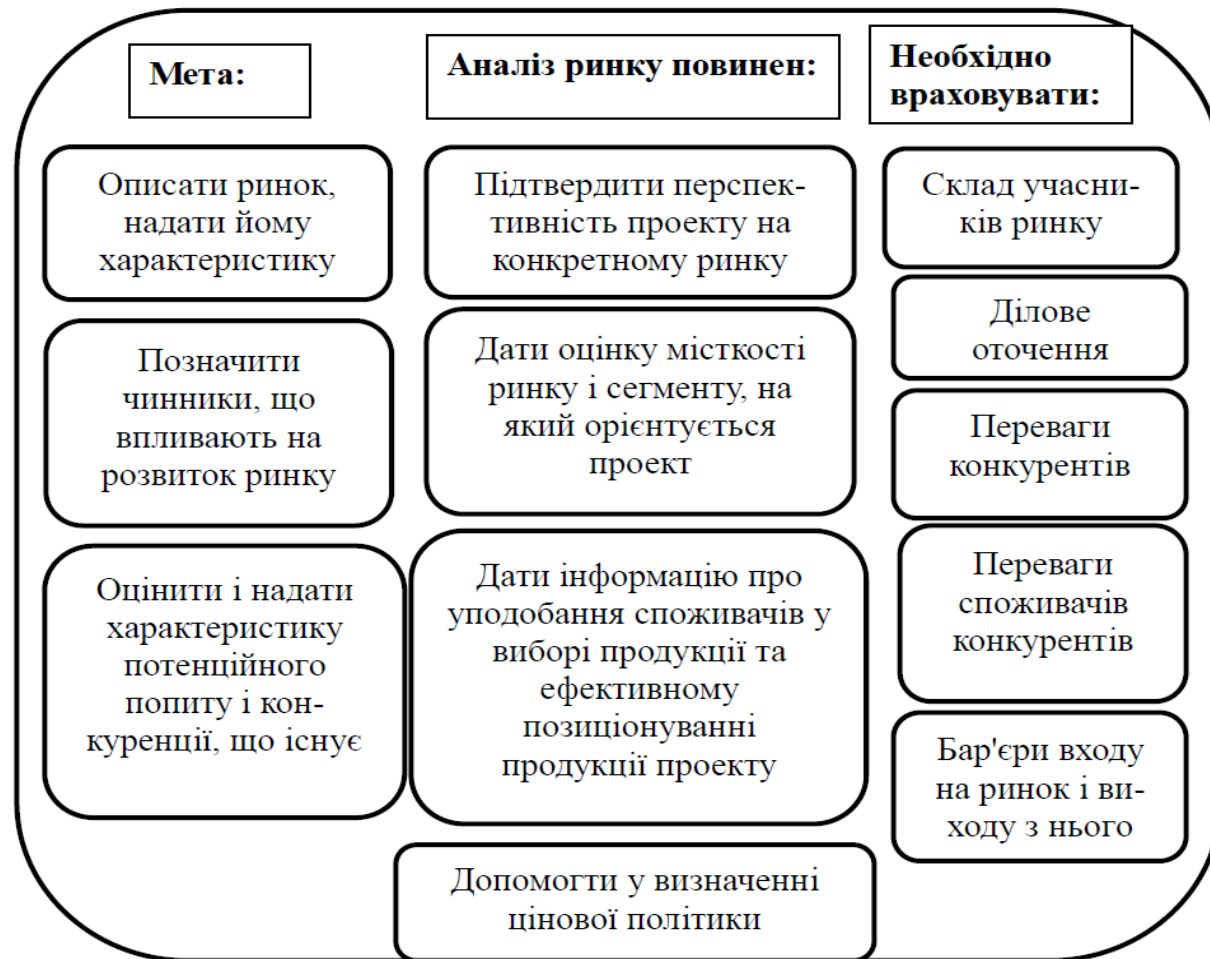 Мета:
Описати ринок,
надати йому
характеристику
Позначити
чинники, що
впливають на
розвиток ринку
Оцінити і надати
характеристику
потенційного
попиту і кон-
куренції, що існує
Аналіз ринку повинен:
Підтвердити перспек-
тивність проекту на
конкретному ринку
Дати оцінку місткості
ринку і сегменту, на
який орієнтується
проект
Дати інформацію про
уподобання споживачів у
виборі продукції та
ефективному
позиціонуванні
продукції проекту
Допомогти у визначенні
цінової політики
Необхідно
враховувати:
Склад учасни-
ків ринку
Ділове
оточення
Переваги
конкурентів
Переваги
споживачів
конкурентів
Бар'єри входу
на ринок і ви-
ходу з нього